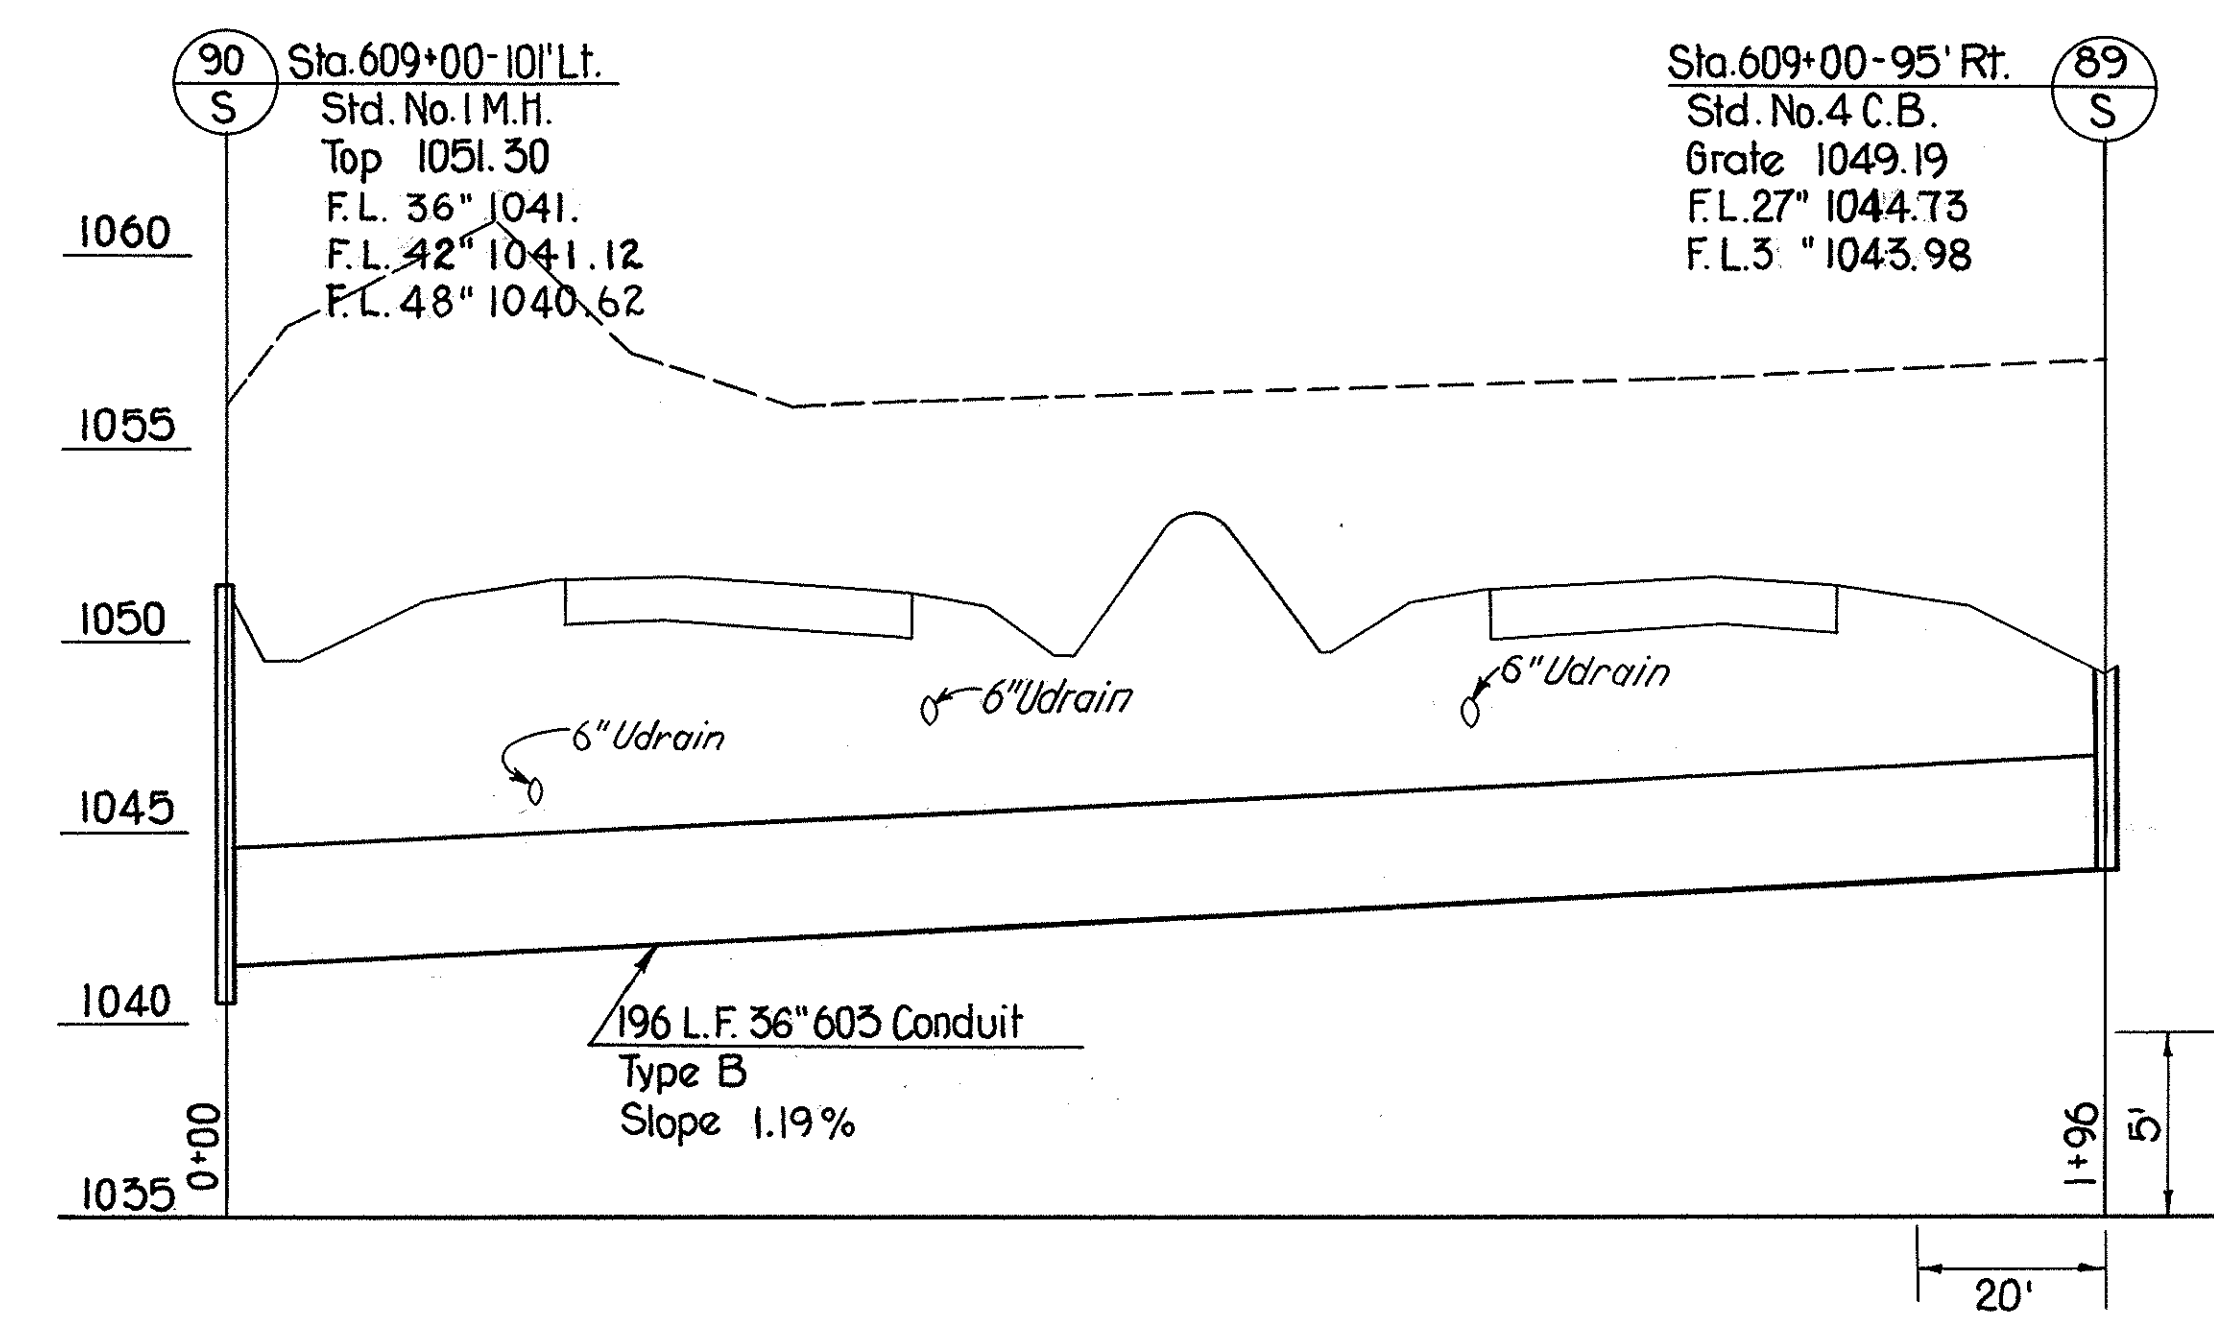 90
S
Sta.609+00-101'Lt.
Std. No.1 M.H.
Top 1051.30
F.L. 36" 1041.
F.L. 42" 1041.12
F.L. 48" 1040.62
Sta.609+00-95' Rt.
Std. No.4 C.B.
Grate 1049.19
F.L.27" 1044.73
F.L.3 " 1043.98
89
S
1060
1055
1050
1045
1040
1035
6" Udrain
6" Udrain
6" Udrain
196 L.F. 36" 603 Conduit
Type B
Slope 1.19%
0+00
1+96
5'
20'